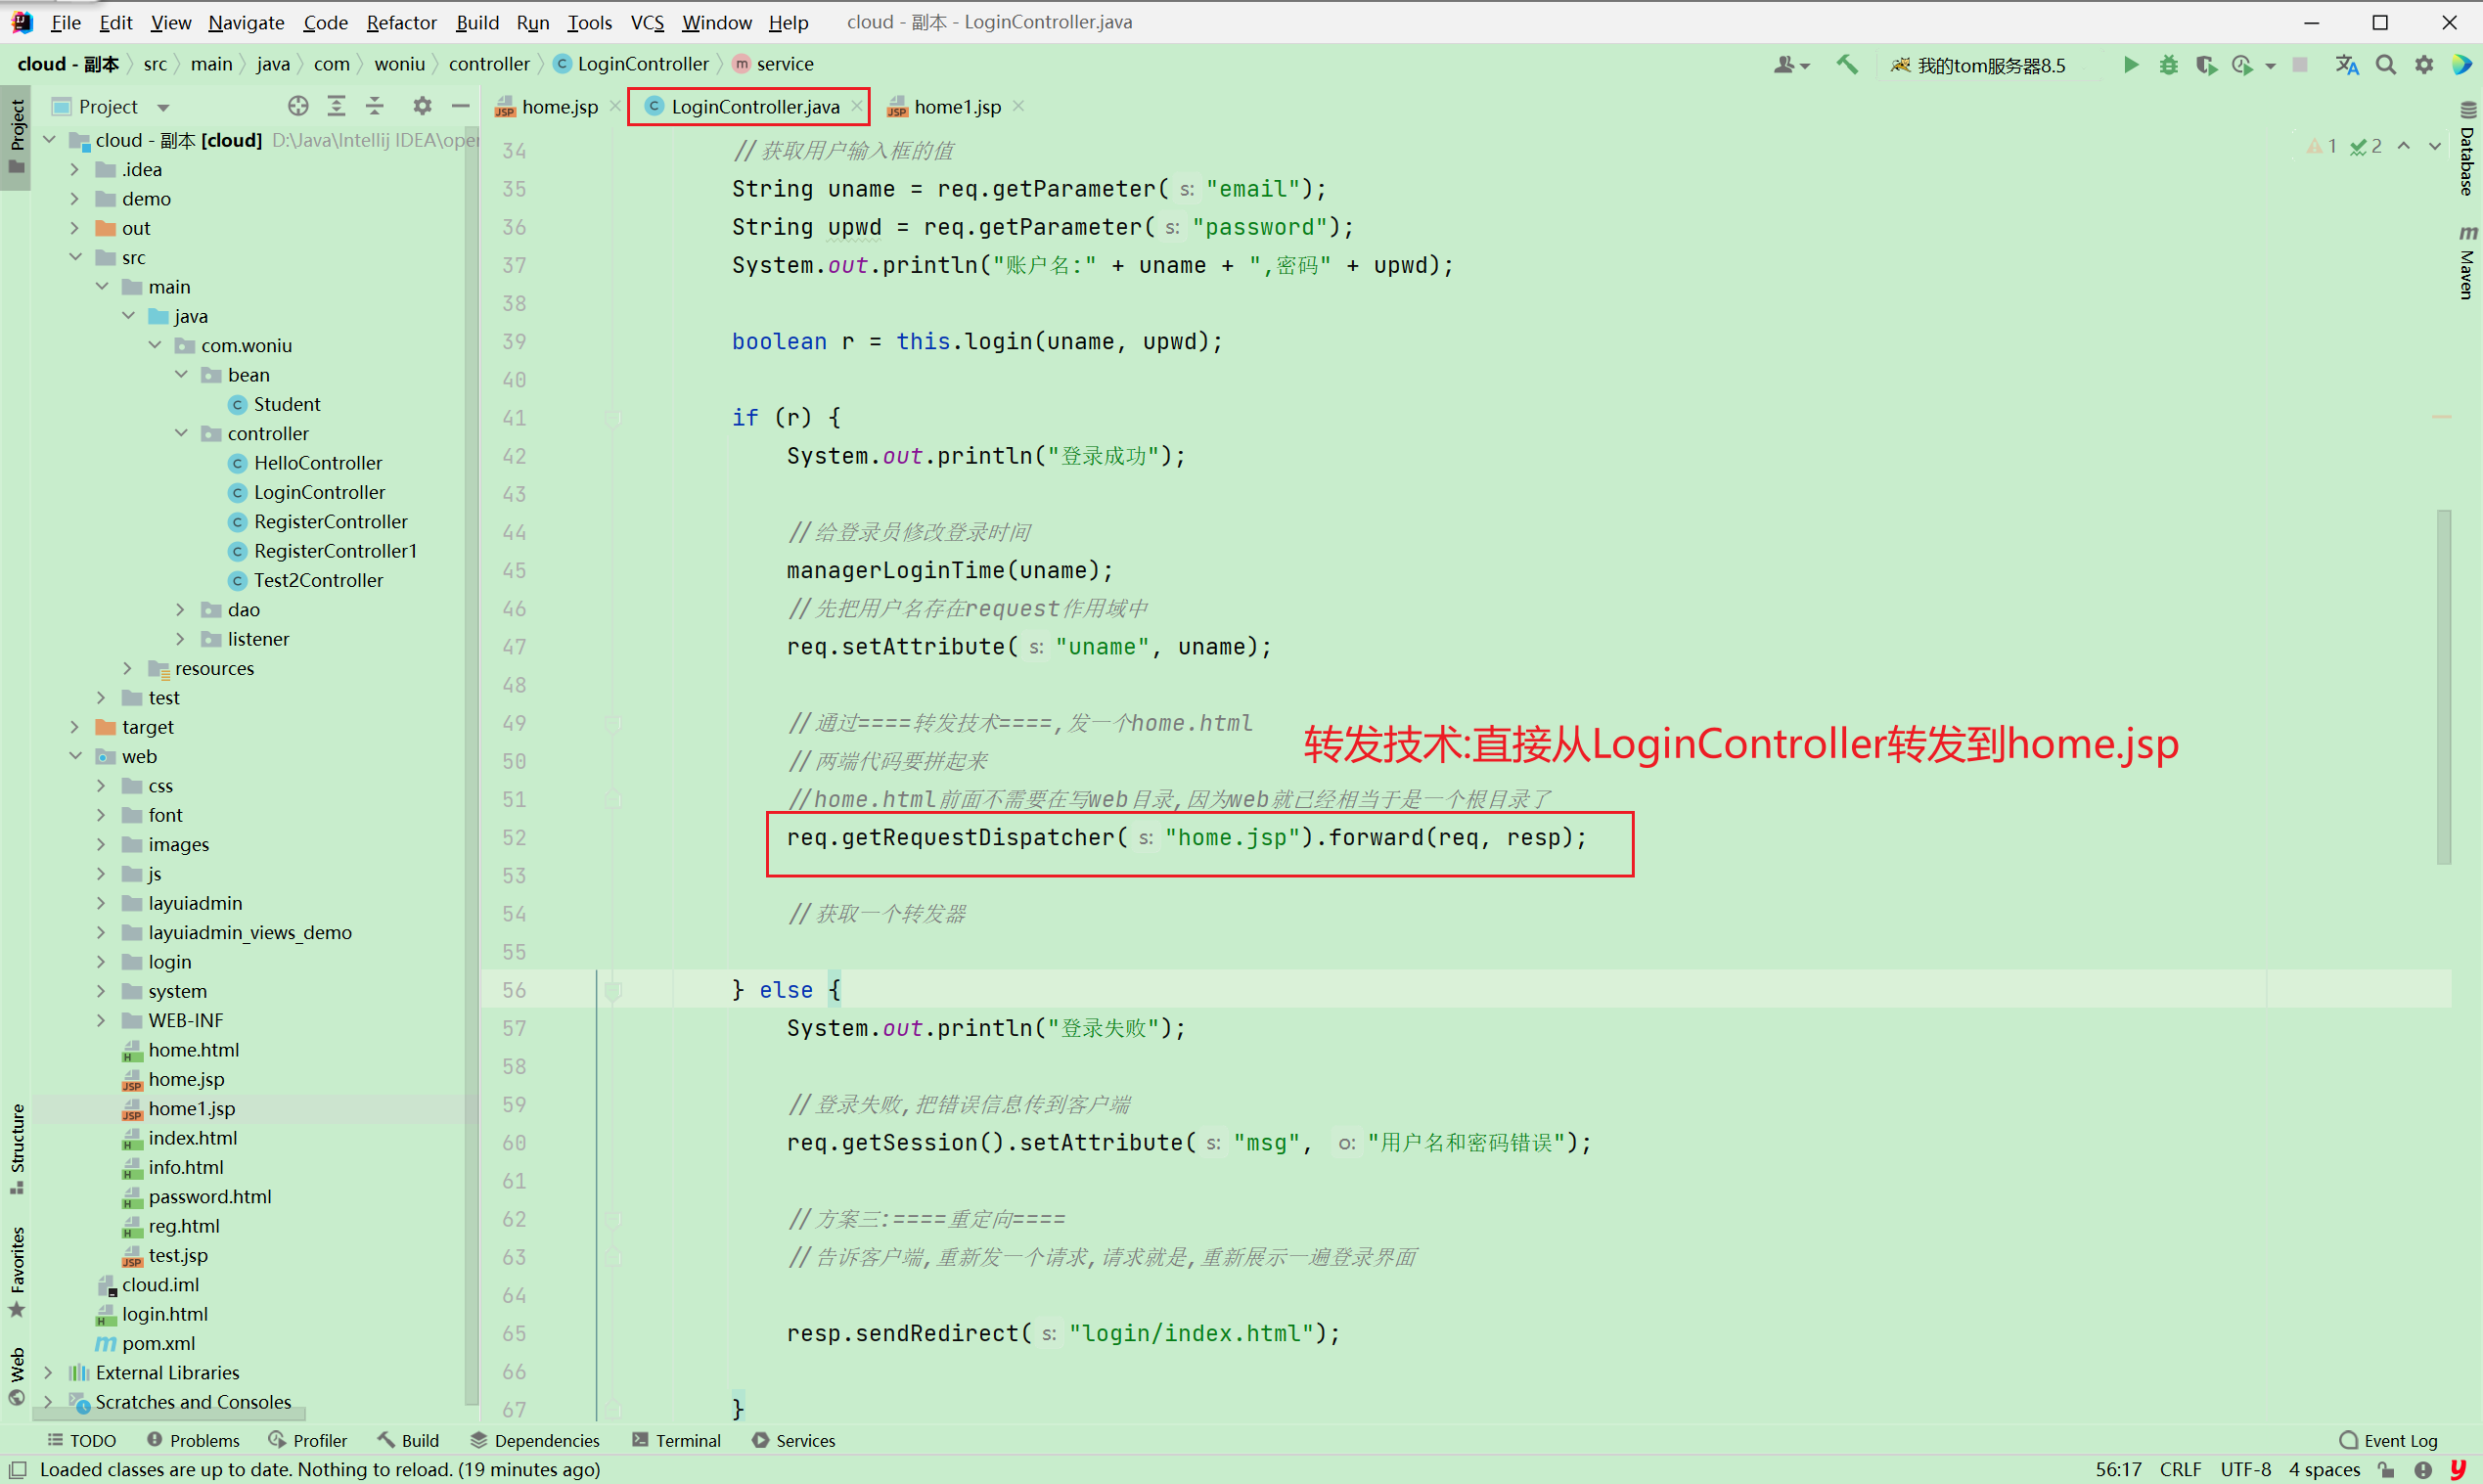 File Edit View Navigate Code Refactor Build Run Tools VCS Window Help cloud - 副本 - LoginController.java
cloud - 副本 src main java com woniu controller LoginController service 我的tom服务器8.5
Project home.jsp LoginController.java home1.jsp
Project
Structure
Favorites
Web
Database
Maven
cloud - 副本 [cloud] D:\Java\Intellij IDEA\oper
.idea
demo
out
src
main
java
com.woniu
bean
Student
controller
HelloController
LoginController
RegisterController
RegisterController1
Test2Controller
dao
listener
resources
test
target
web
css
font
images
js
layuiadmin
layuiadmin_views_demo
login
system
WEB-INF
home.html
home.jsp
home1.jsp
index.html
info.html
password.html
reg.html
test.jsp
cloud.iml
login.html
pom.xml
External Libraries
Scratches and Consoles
1 2
34 //获取用户输入框的值
35 String uname = req.getParameter( s: "email");
36 String upwd = req.getParameter( s: "password");
37 System.out.println("账户名:" + uname + ",密码" + upwd);
38
39 boolean r = this.login(uname, upwd);
40
41 if (r) {
42 System.out.println("登录成功");
43
44 //给登录员修改登录时间
45 managerLoginTime(uname);
46 //先把用户名存在request作用域中
47 req.setAttribute( s: "uname", uname);
48
49 //通过====转发技术====,发一个home.html
转发技术:直接从LoginController转发到home.jsp
50 //两端代码要拼起来
51 //home.html前面不需要在写web目录,因为web就已经相当于是一个根目录了
52 req.getRequestDispatcher( s: "home.jsp").forward(req, resp);
53
54 //获取一个转发器
55
56 } else {
57 System.out.println("登录失败");
58
59 //登录失败,把错误信息传到客户端
60 req.getSession().setAttribute( s: "msg", o: "用户名和密码错误");
61
62 //方案三:====重定向====
63 //告诉客户端,重新发一个请求,请求就是,重新展示一遍登录界面
64
65 resp.sendRedirect( s: "login/index.html");
66
67 }
TODO Problems Profiler Build Dependencies Terminal Services Event Log
Loaded classes are up to date. Nothing to reload. (19 minutes ago) 56:17 CRLF UTF-8 4 spaces